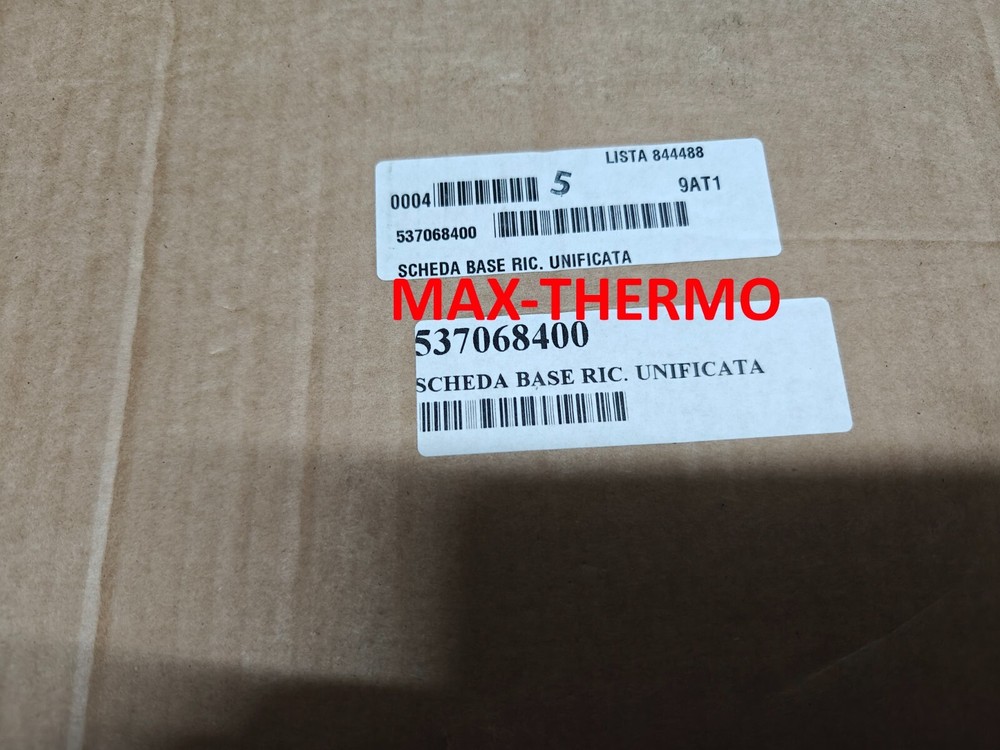 LISTA 844488
0004 5 9AT1
537068400
SCHEDA BASE RIC. UNIFICATA
MAX-THERMO
537068400
SCHEDA BASE RIC. UNIFICATA